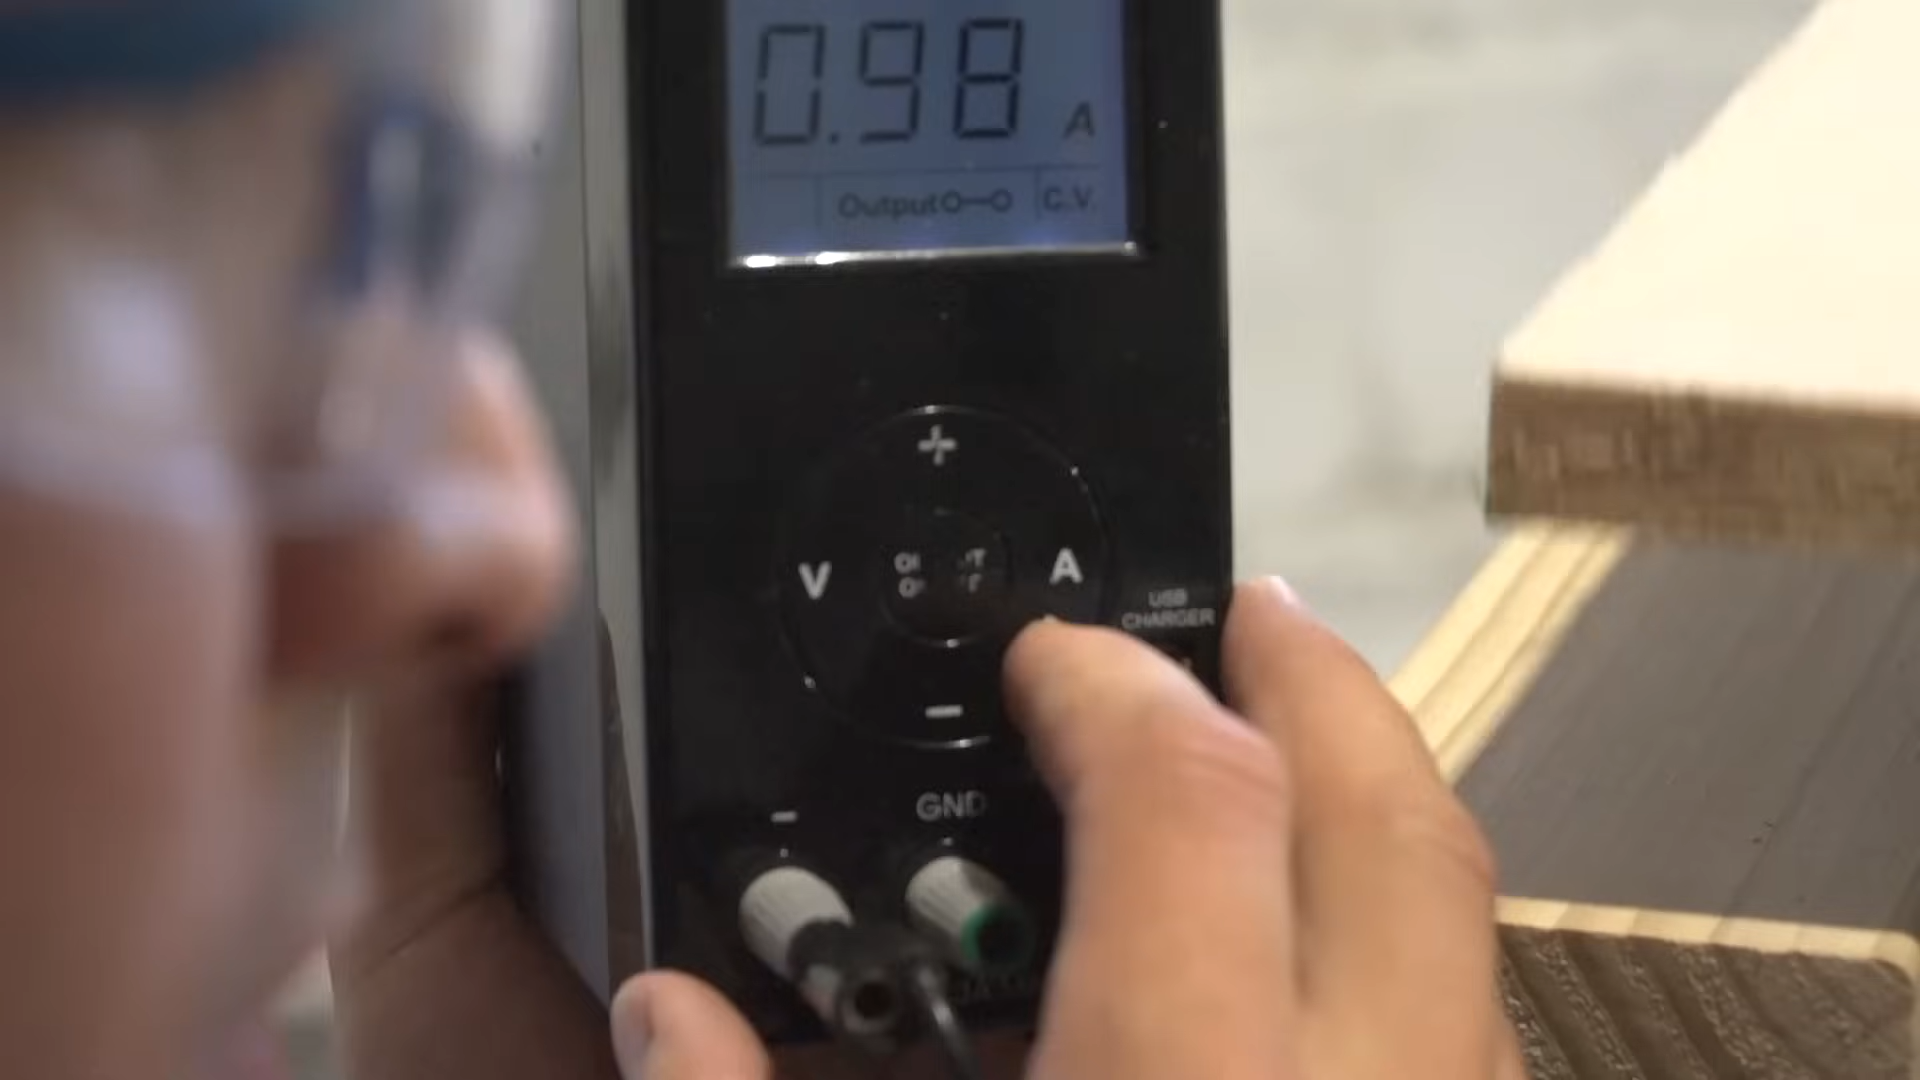 0.98 A
Output C.V.
+
V
A
USB
CHARGER
−
− GND